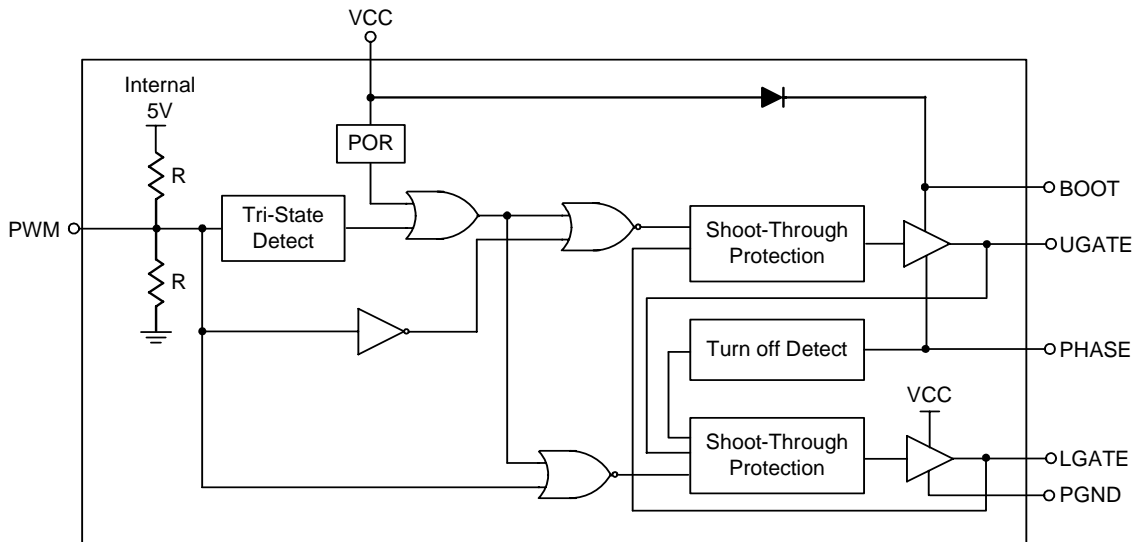 VCC
Internal
5V
R
POR
BOOT
PWM
Tri-State
Detect
Shoot-Through
Protection
UGATE
R
Turn off Detect
PHASE
VCC
Shoot-Through
Protection
LGATE
PGND